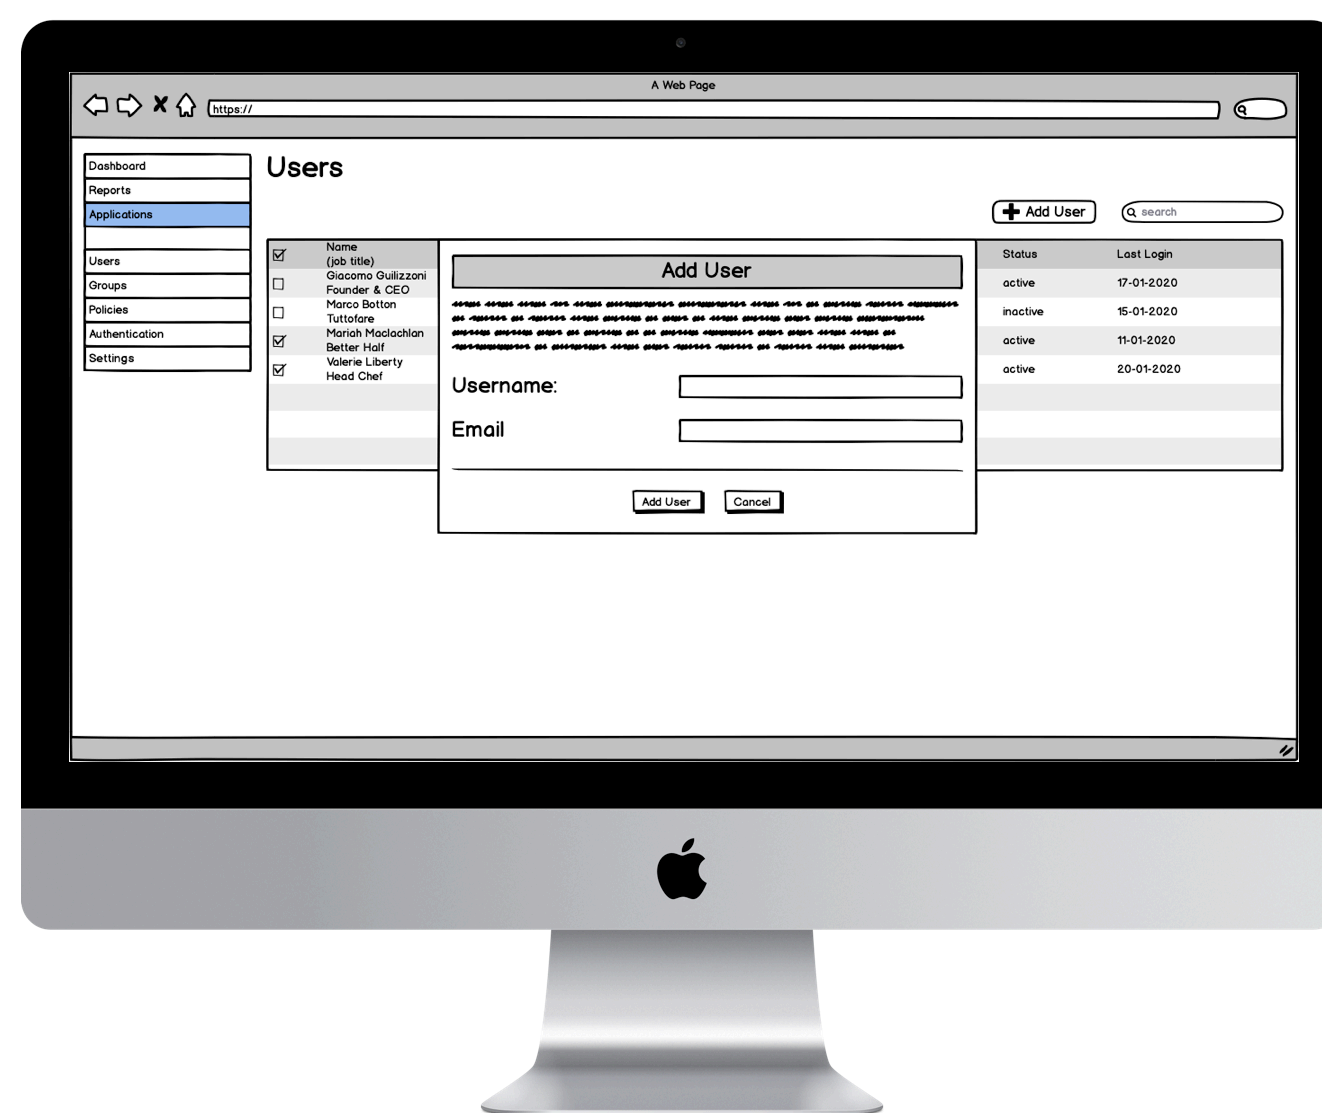 A Web Page
https://
Dashboard
Reports
Applications
Users
Groups
Policies
Authentication
Settings
Users
Add User
search
Name
(job title)
Status
Last Login
Giacomo Guilizzoni
Founder & CEO
active
17-01-2020
Marco Botton
Tuttofare
inactive
15-01-2020
Mariah Maclachlan
Better Half
active
11-01-2020
Valerie Liberty
Head Chef
active
20-01-2020
Add User
Username:
Email
Add User
Cancel